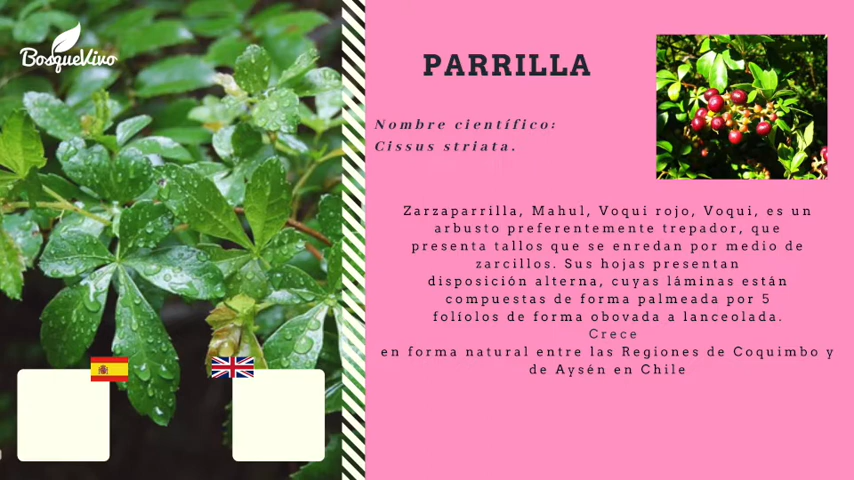 BosqueVivo
PARRILLA
Nombre científico:
Cissus striata.
Zarzaparrilla, Mahul, Voqui rojo, Voqui, es un
arbusto preferentemente trepador, que
presenta tallos que se enredan por medio de
zarcillos. Sus hojas presentan
disposición alterna, cuyas láminas están
compuestas de forma palmeada por 5
folíolos de forma obovada a lanceolada.
Crece
en forma natural entre las Regiones de Coquimbo y
de Aysén en Chile